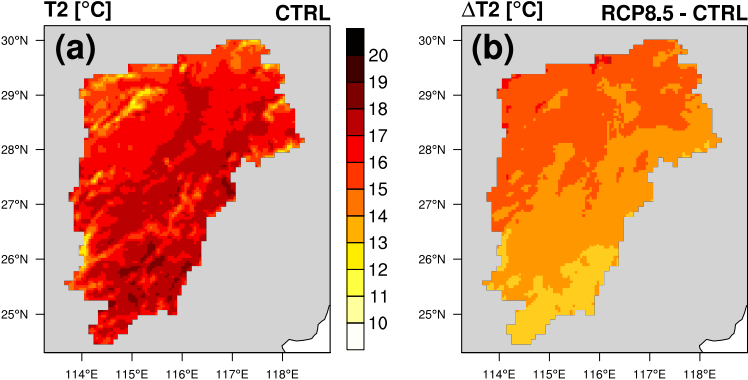 T2 [°C] CTRL
(a)
30°N
29°N
28°N
27°N
26°N
25°N
114°E 115°E 116°E 117°E 118°E
20
19
18
17
16
15
14
13
12
11
10
ΔT2 [°C] RCP8.5 - CTRL
(b)
30°N
29°N
28°N
27°N
26°N
25°N
114°E 115°E 116°E 117°E 118°E